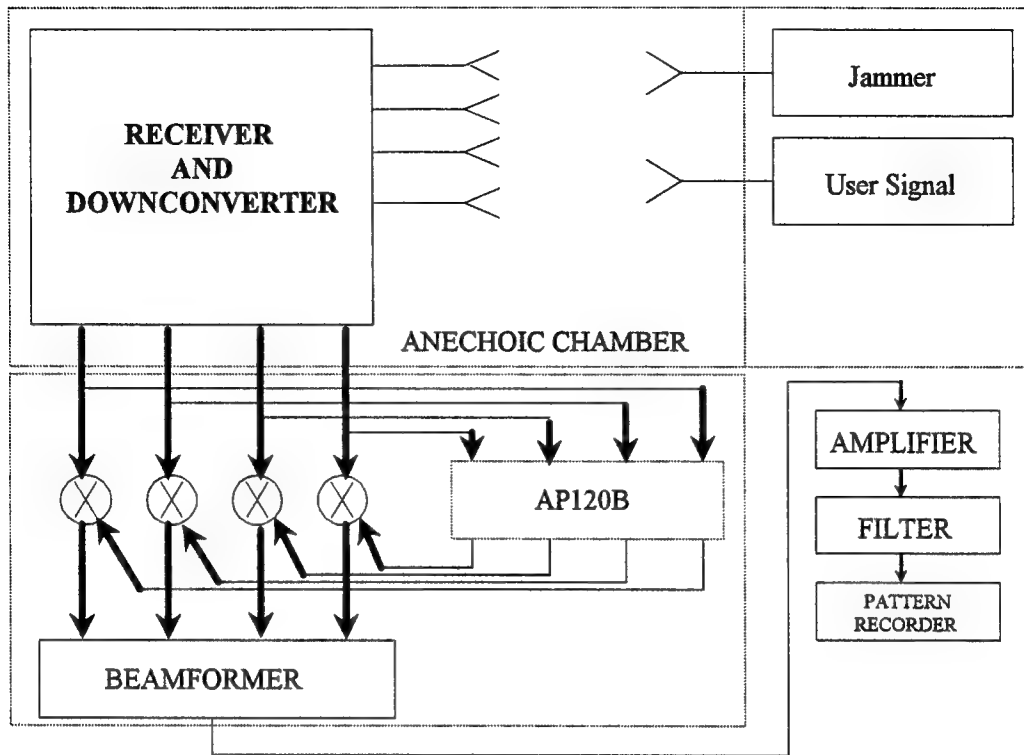 RECEIVER
AND
DOWNCONVERTER
Jammer
User Signal
ANECHOIC CHAMBER
AP120B
AMPLIFIER
FILTER
PATTERN
RECORDER
BEAMFORMER